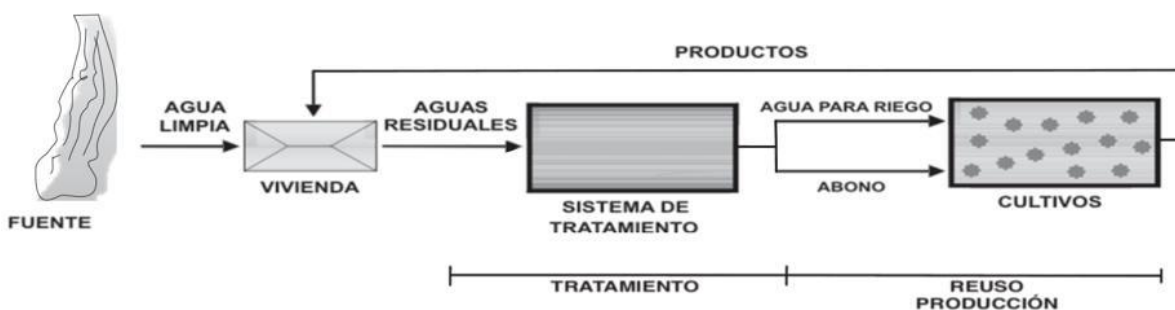 PRODUCTOS
AGUA
LIMPIA
AGUAS
RESIDUALES
AGUA PARA RIEGO
ABONO
VIVIENDA
SISTEMA DE
TRATAMIENTO
CULTIVOS
FUENTE
TRATAMIENTO
REUSO
PRODUCCIÓN